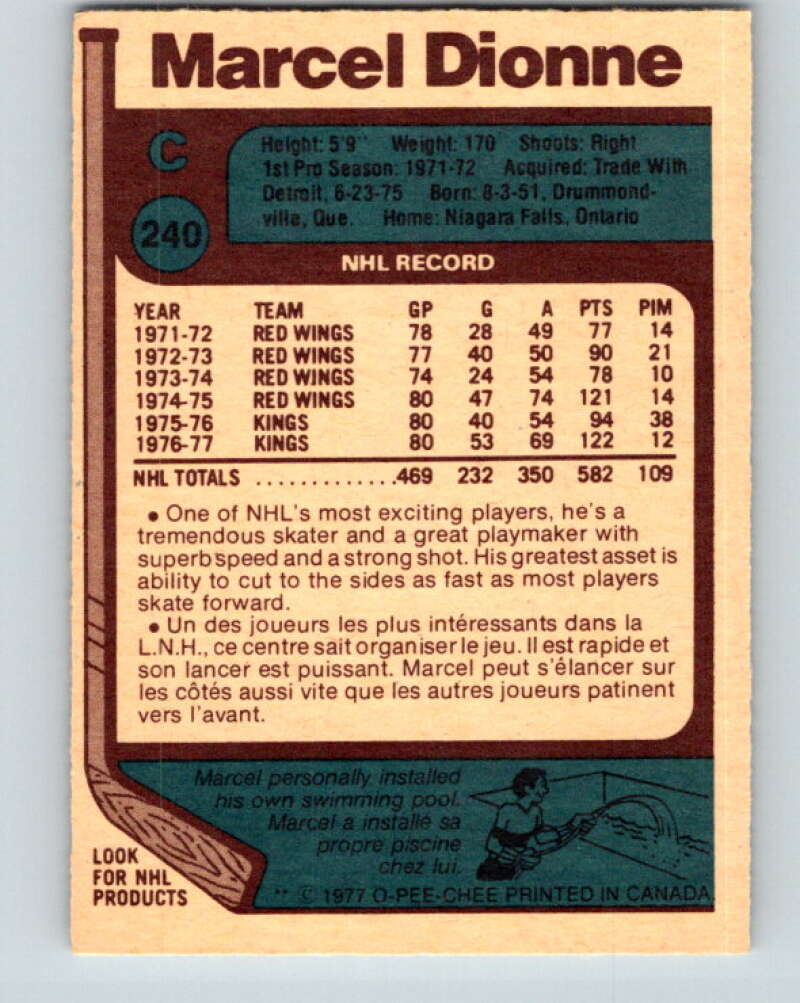 Marcel Dionne
C
240
Height: 5'9" Weight: 170 Shoots: Right
1st Pro Season: 1971-72 Acquired: Trade With
Detroit, 6-23-75 Born: 8-3-51, Drummond-
ville, Que. Home: Niagara Falls, Ontario
NHL RECORD
YEAR TEAM GP G A PTS PIM
1971-72 RED WINGS 78 28 49 77 14
1972-73 RED WINGS 77 40 50 90 21
1973-74 RED WINGS 74 24 54 78 10
1974-75 RED WINGS 80 47 74 121 14
1975-76 KINGS 80 40 54 94 38
1976-77 KINGS 80 53 69 122 12
NHL TOTALS .............469 232 350 582 109
• One of NHL's most exciting players, he's a
tremendous skater and a great playmaker with
superb speed and a strong shot. His greatest asset is
ability to cut to the sides as fast as most players
skate forward.
• Un des joueurs les plus intéressants dans la
L.N.H., ce centre sait organiser le jeu. Il est rapide et
son lancer est puissant. Marcel peut s'élancer sur
les côtés aussi vite que les autres joueurs patinent
vers l'avant.
Marcel personally installed
his own swimming pool.
Marcel a installé sa
propre piscine
chez lui.
LOOK
FOR NHL
PRODUCTS
** © 1977 O-PEE-CHEE PRINTED IN CANADA